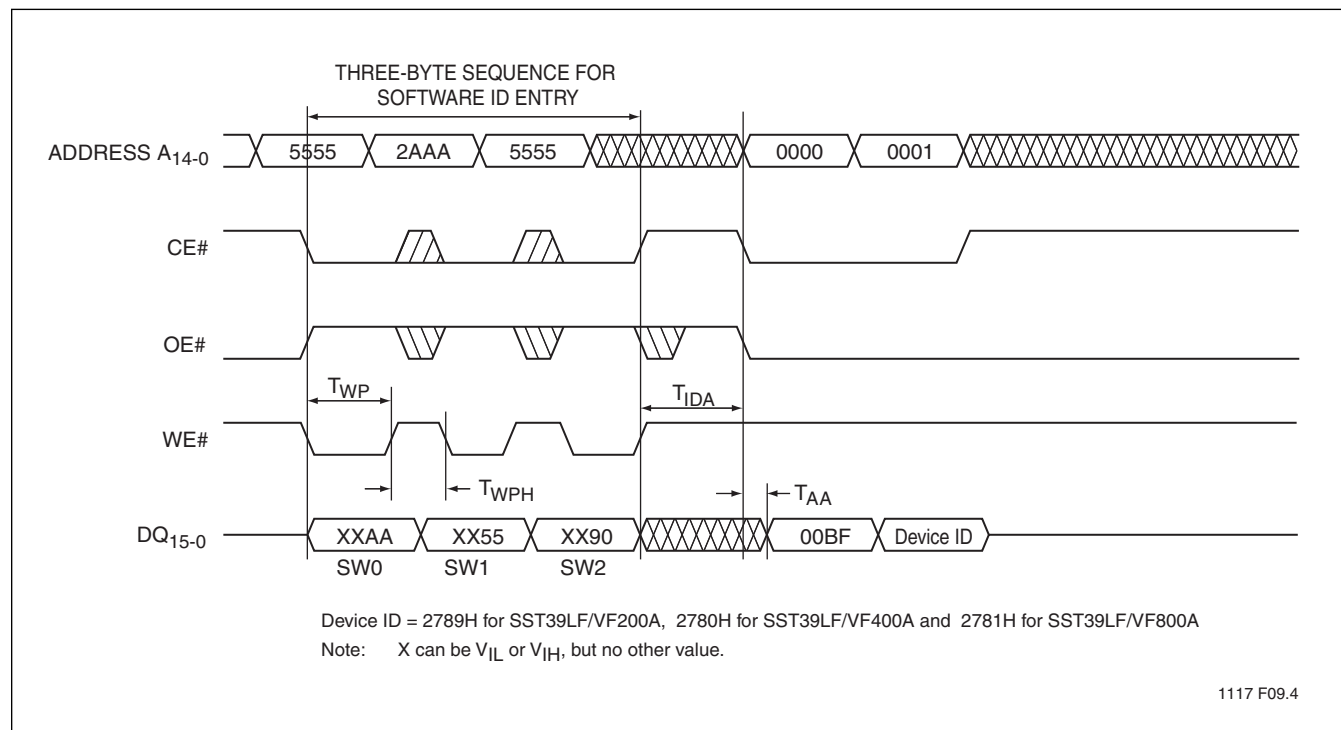 THREE-BYTE SEQUENCE FOR
SOFTWARE ID ENTRY
ADDRESS A14-0
5555 2AAA 5555 0000 0001
CE#
OE#
TWP TIDA
WE#
TWPH TAA
DQ15-0
XXAA XX55 XX90 00BF Device ID
SW0 SW1 SW2
Device ID = 2789H for SST39LF/VF200A, 2780H for SST39LF/VF400A and 2781H for SST39LF/VF800A
Note: X can be VIL or VIH, but no other value.
1117 F09.4